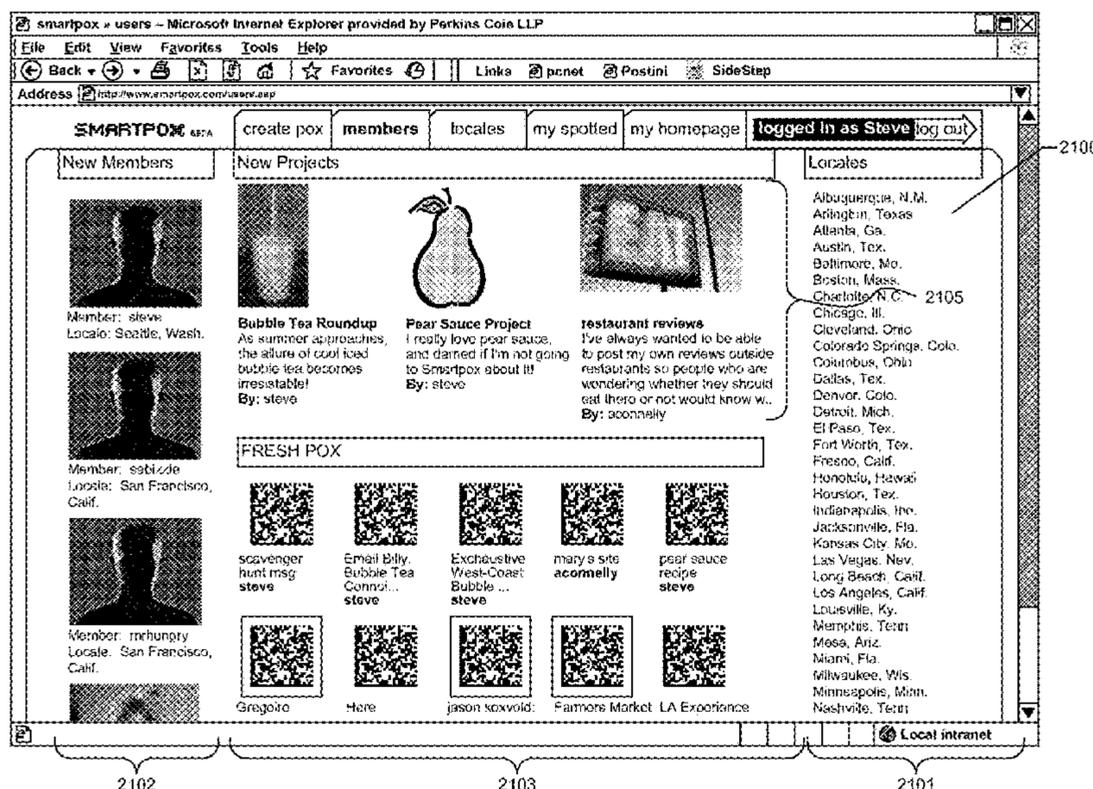 smartpox » users – Microsoft Internet Explorer provided by Perkins Coie LLP
File Edit View Favorites Tools Help
Back Favorites Links pcnet Postini SideStep
Address http://www.smartpox.com/users.asp
SMARTPOX BETA create pox members locales my spotted my homepage logged in as Steve log out
2106
New Members
Member: steve
Locale: Seattle, Wash.
Member: sabizzle
Locale: San Francisco,
Calif.
Member: mrhungry
Locale: San Francisco,
Calif.
New Projects
Bubble Tea Roundup
As summer approaches,
the allure of cool iced
bubble tea becomes
irresistable!
By: steve
Pear Sauce Project
I really love pear sauce,
and darned if I'm not going
to Smartpox about it!
By: steve
restaurant reviews
I've always wanted to be able
to post my own reviews outside
restaurants so people who are
wondering whether they should
eat there or not would know w..
By: aconnelly
2105
FRESH POX
scavenger
hunt msg
steve
Email Billy,
Bubble Tea
Connoi...
steve
Exchaustive
West-Coast
Bubble ...
steve
mary's site
aconnelly
pear sauce
recipe
steve
Gregoire
Here
jason koxvold:
Farmers Market
LA Experience
Locales
Albuquerque, N.M.
Arlington, Texas
Atlanta, Ga.
Austin, Tex.
Baltimore, Mo.
Boston, Mass.
Charlotte, N.C.
Chicago, Ill.
Cleveland, Ohio
Colorado Springs, Colo.
Columbus, Ohio
Dallas, Tex.
Denver, Colo.
Detroit, Mich.
El Paso, Tex.
Fort Worth, Tex.
Fresno, Calif.
Honolulu, Hawaii
Houston, Tex.
Indianapolis, Ind.
Jacksonville, Fla.
Kansas City, Mo.
Las Vegas, Nev.
Long Beach, Calif.
Los Angeles, Calif.
Louisville, Ky.
Memphis, Tenn
Mesa, Ariz.
Miami, Fla.
Milwaukee, Wis.
Minneapolis, Minn.
Nashville, Tenn
Local intranet
2102
2103
2101